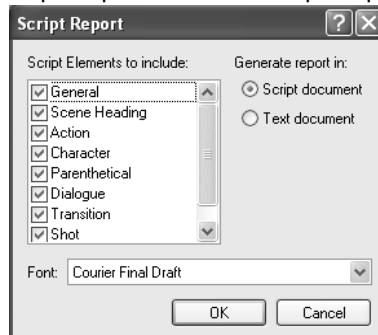 Script Report
Script Elements to include:
General
Scene Heading
Action
Character
Parenthetical
Dialogue
Transition
Shot
Generate report in:
Script document
Text document
Font: Courier Final Draft
OK Cancel